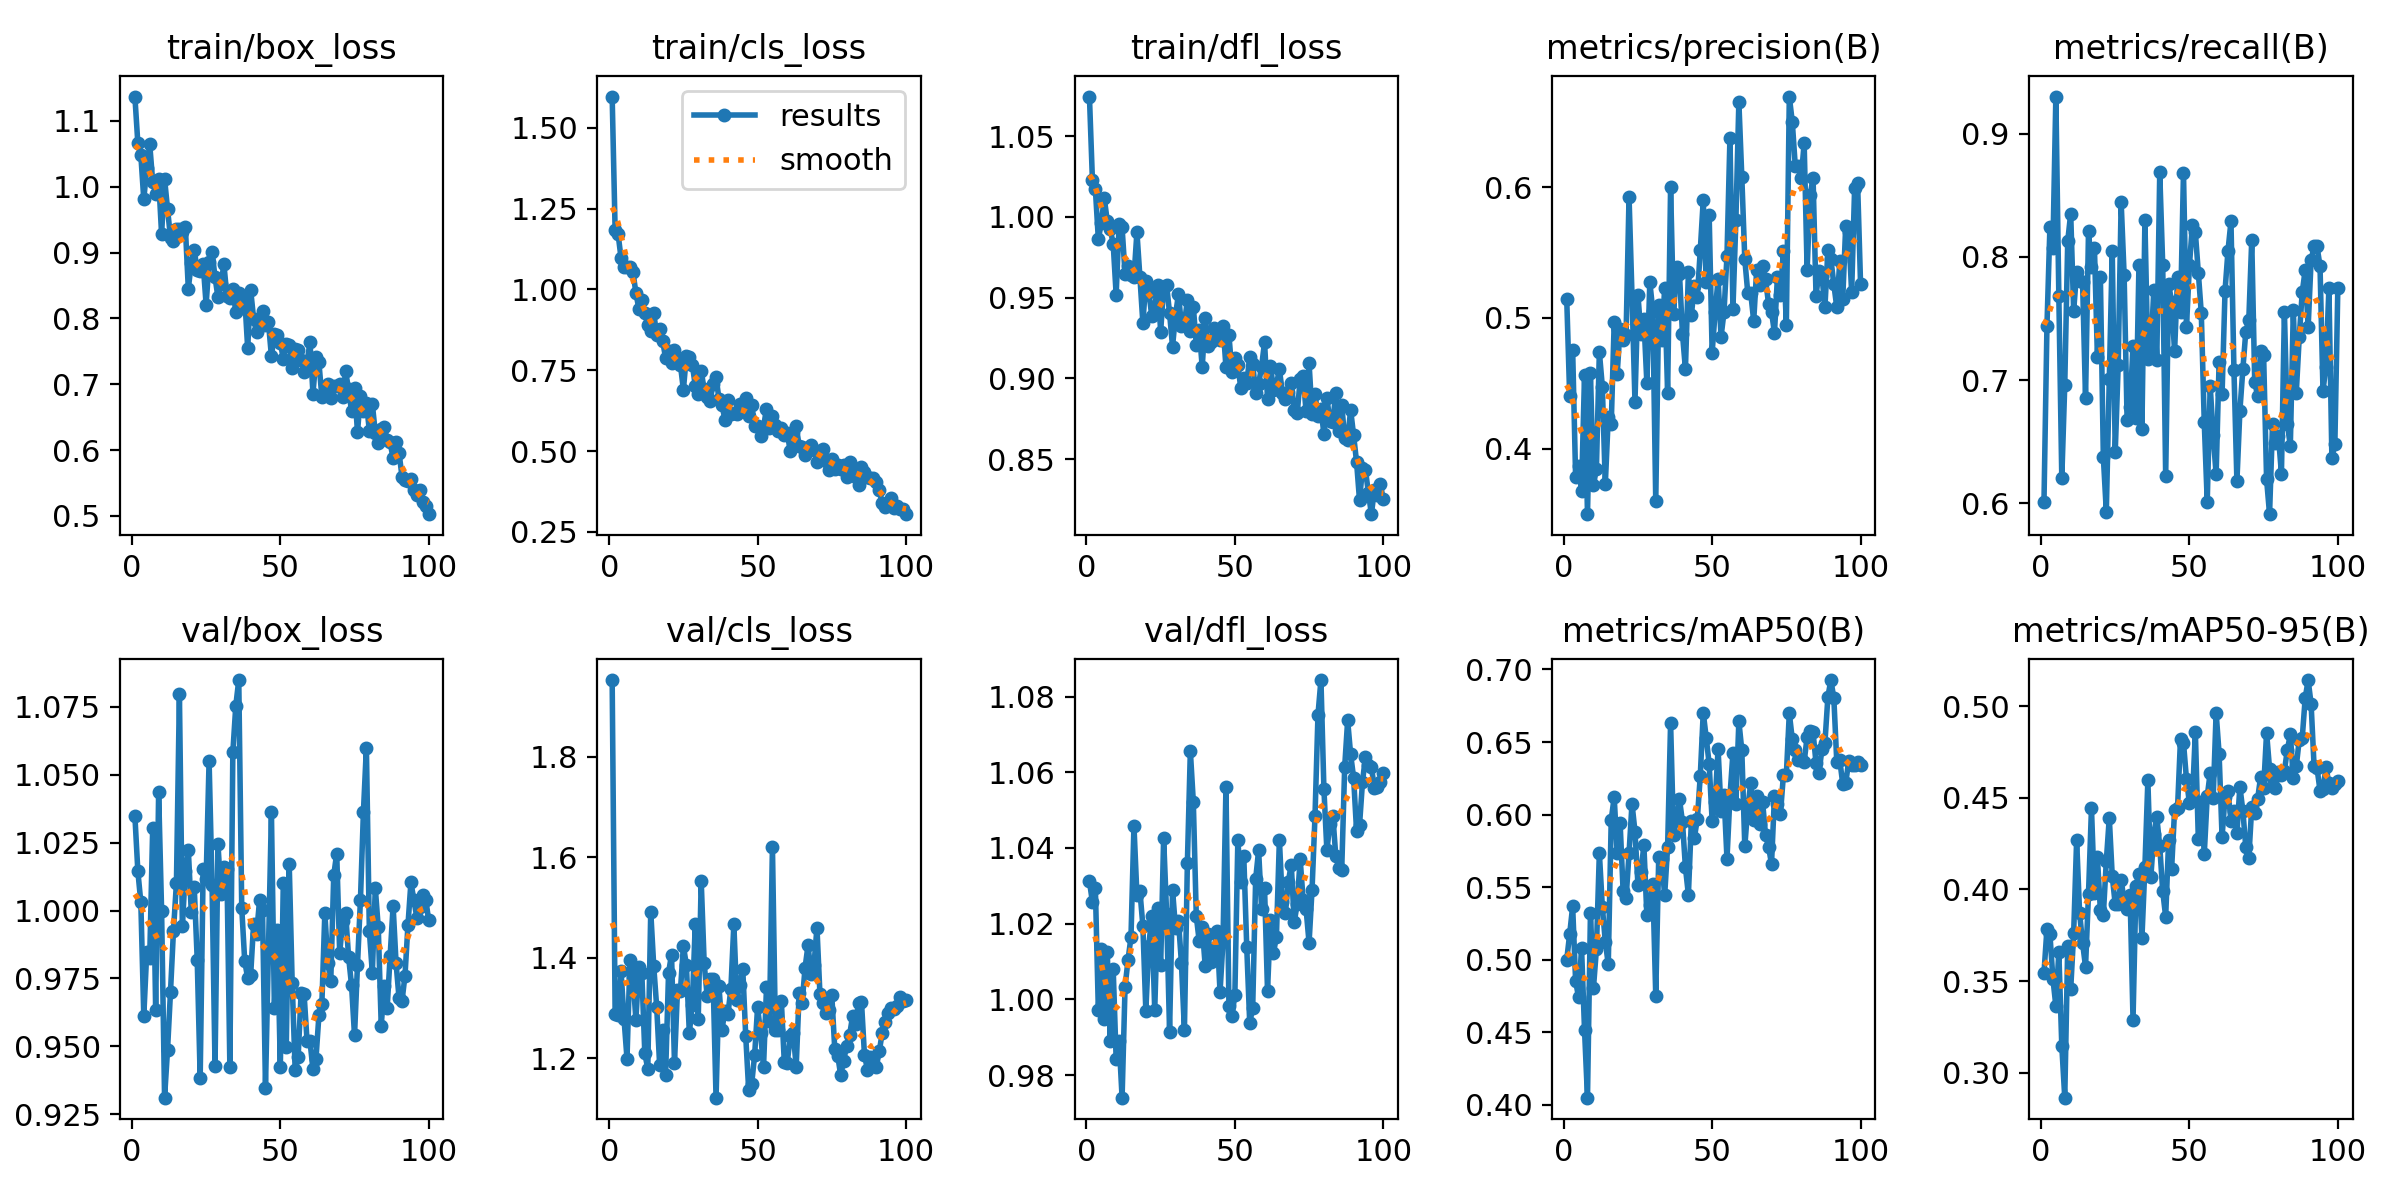 train/box_loss
train/cls_loss
train/dfl_loss
metrics/precision(B)
metrics/recall(B)
1.1
1.0
0.9
0.8
0.7
0.6
0.5
0 50 100
1.50
1.25
1.00
0.75
0.50
0.25
0 50 100
results
smooth
1.05
1.00
0.95
0.90
0.85
0 50 100
0.6
0.5
0.4
0 50 100
0.9
0.8
0.7
0.6
0 50 100
val/box_loss
val/cls_loss
val/dfl_loss
metrics/mAP50(B)
metrics/mAP50-95(B)
1.075
1.050
1.025
1.000
0.975
0.950
0.925
0 50 100
1.8
1.6
1.4
1.2
0 50 100
1.08
1.06
1.04
1.02
1.00
0.98
0 50 100
0.70
0.65
0.60
0.55
0.50
0.45
0.40
0 50 100
0.50
0.45
0.40
0.35
0.30
0 50 100